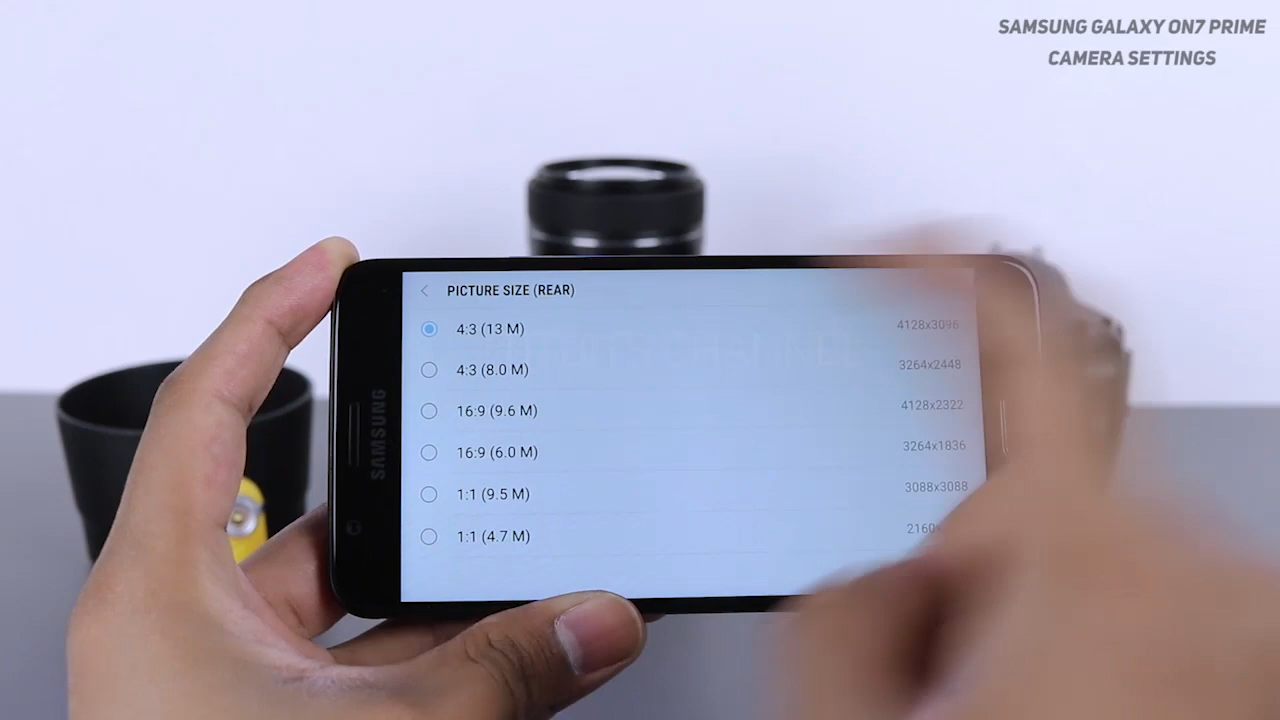 SAMSUNG GALAXY ON7 PRIME
CAMERA SETTINGS
PICTURE SIZE (REAR)
4:3 (13 M) 4128x3096
4:3 (8.0 M) 3264x2448
16:9 (9.6 M) 4128x2322
16:9 (6.0 M) 3264x1836
1:1 (9.5 M) 3088x3088
1:1 (4.7 M)
SAMSUNG